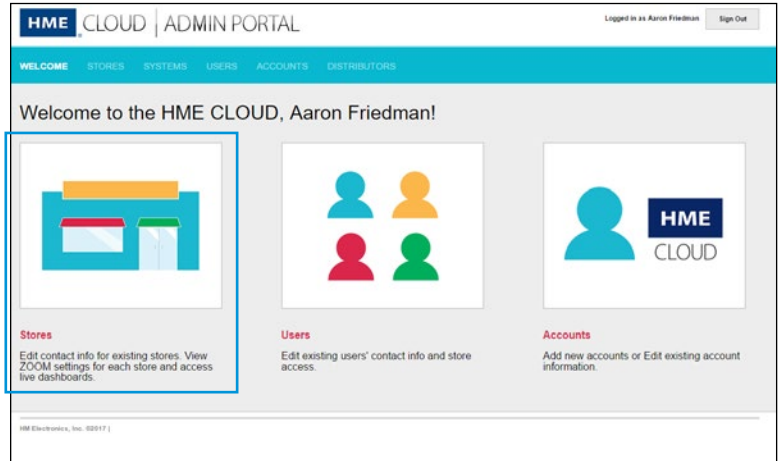 HME CLOUD | ADMIN PORTAL
Logged in as Aaron Friedman
Sign Out
WELCOME STORES SYSTEMS USERS ACCOUNTS DISTRIBUTORS
Welcome to the HME CLOUD, Aaron Friedman!
HME
CLOUD
Stores
Edit contact info for existing stores. View
ZOOM settings for each store and access
live dashboards.
Users
Edit existing users' contact info and store
access.
Accounts
Add new accounts or Edit existing account
information.
HM Electronics, Inc. ©2017 |